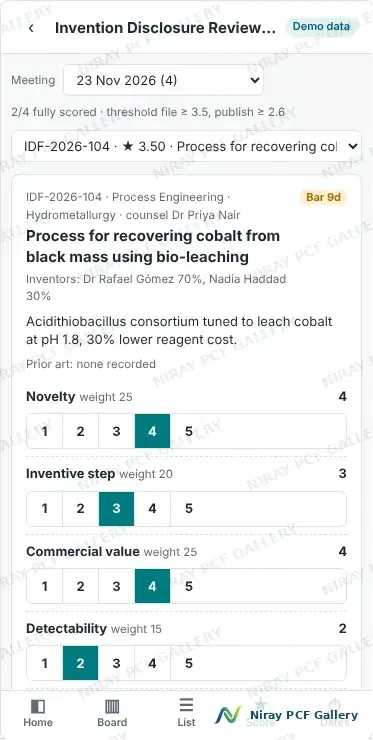 ‹ Invention Disclosure Review... Demo data
Meeting 23 Nov 2026 (4)
2/4 fully scored · threshold file ≥ 3.5, publish ≥ 2.6
IDF-2026-104 · ★ 3.50 · Process for recovering col
IDF-2026-104 · Process Engineering · Bar 9d
Hydrometallurgy · counsel Dr Priya Nair
Process for recovering cobalt from
black mass using bio-leaching
Inventors: Dr Rafael Gómez 70%, Nadia Haddad
30%
Acidithiobacillus consortium tuned to leach cobalt
at pH 1.8, 30% lower reagent cost.
Prior art: none recorded
Novelty weight 25 4
1 2 3 4 5
Inventive step weight 20 3
1 2 3 4 5
Commercial value weight 25 4
1 2 3 4 5
Detectability weight 15 2
1 2 3 4 5
Home Board List Score Dates
Niray PCF Gallery
NIRAY PCF GALLERY